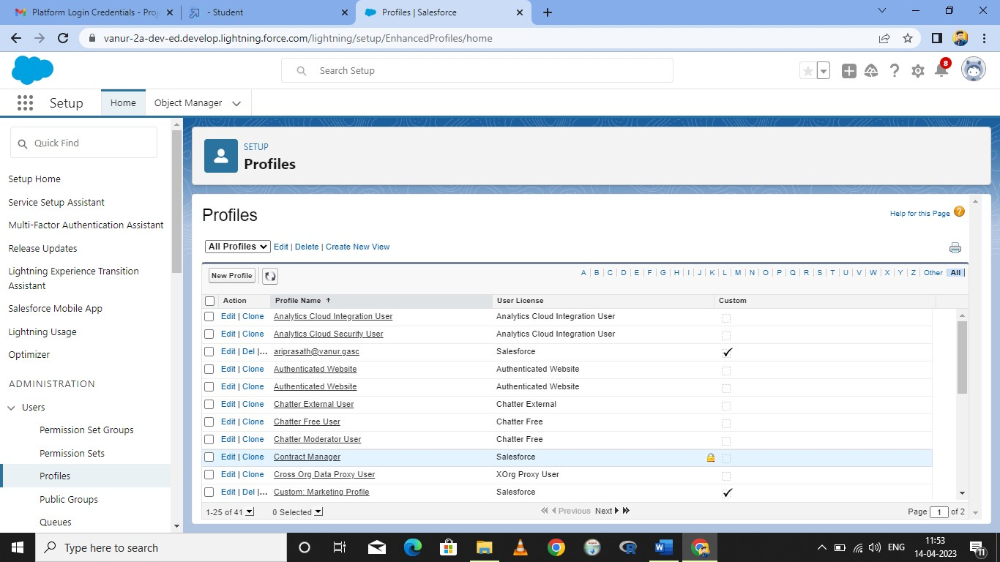 Platform Login Credentials - Proj
- Student
Profiles | Salesforce
vanur-2a-dev-ed.develop.lightning.force.com/lightning/setup/EnhancedProfiles/home
Search Setup
8
Setup
Home
Object Manager
Quick Find
Setup Home
Service Setup Assistant
Multi-Factor Authentication Assistant
Release Updates
Lightning Experience Transition
Assistant
Salesforce Mobile App
Lightning Usage
Optimizer
ADMINISTRATION
Users
Permission Set Groups
Permission Sets
Profiles
Public Groups
Queues
SETUP
Profiles
Profiles
Help for this Page ?
All Profiles Edit | Delete | Create New View
New Profile
A | B | C | D | E | F | G | H | I | J | K | L | M | N | O | P | Q | R | S | T | U | V | W | X | Y | Z | Other | All |
Action Profile Name ↑ User License Custom
Edit | Clone Analytics Cloud Integration User Analytics Cloud Integration User
Edit | Clone Analytics Cloud Security User Analytics Cloud Integration User
Edit | Del |... ariprasath@vanur.gasc Salesforce ✓
Edit | Clone Authenticated Website Authenticated Website
Edit | Clone Authenticated Website Authenticated Website
Edit | Clone Chatter External User Chatter External
Edit | Clone Chatter Free User Chatter Free
Edit | Clone Chatter Moderator User Chatter Free
Edit | Clone Contract Manager Salesforce
Edit | Clone Cross Org Data Proxy User XOrg Proxy User
Edit | Del |... Custom: Marketing Profile Salesforce ✓
1-25 of 41 0 Selected Previous Next Page 1 of 2
Type here to search
ENG
11:53
14-04-2023
11